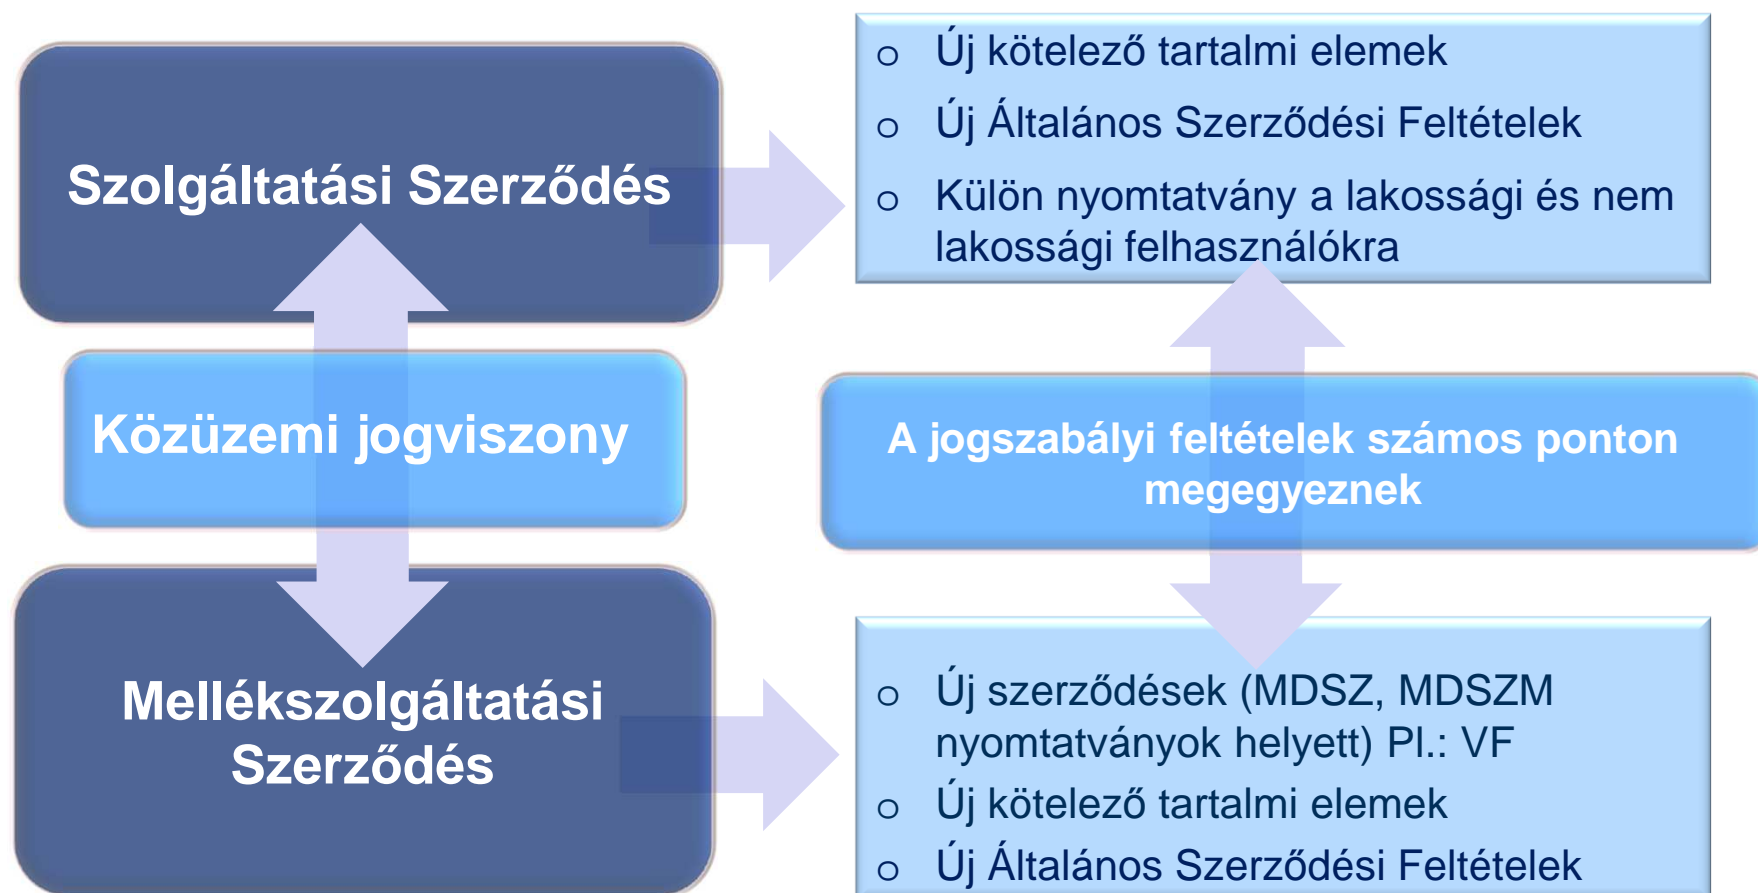 Szolgáltatási Szerződés
o Új kötelező tartalmi elemek
o Új Általános Szerződési Feltételek
o Külön nyomtatvány a lakossági és nem
lakossági felhasználókra
Közüzemi jogviszony
A jogszabályi feltételek számos ponton
megegyeznek
Mellékszolgáltatási
Szerződés
o Új szerződések (MDSZ, MDSZM
nyomtatványok helyett) Pl.: VF
o Új kötelező tartalmi elemek
o Új Általános Szerződési Feltételek